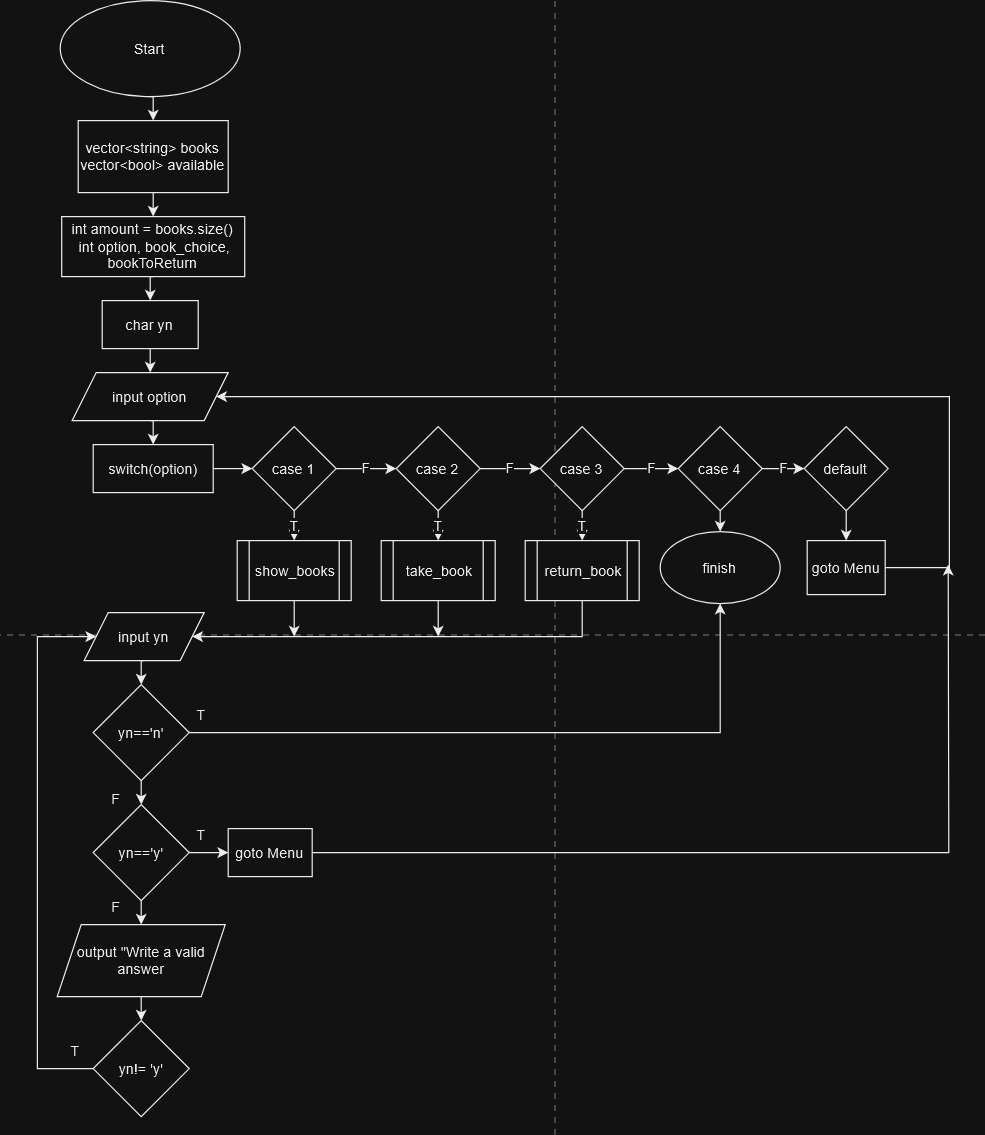 Start
vector<string> books
vector<bool> available
int amount = books.size()
int option, book_choice,
bookToReturn
char yn
input option
switch(option)
case 1
F
case 2
F
case 3
F
case 4
F
default
T,
T,
T,
show_books
take_book
return_book
finish
goto Menu
input yn
T
yn=='n'
F
T
yn=='y'
goto Menu
F
output "Write a valid
answer
T
yn!= 'y'